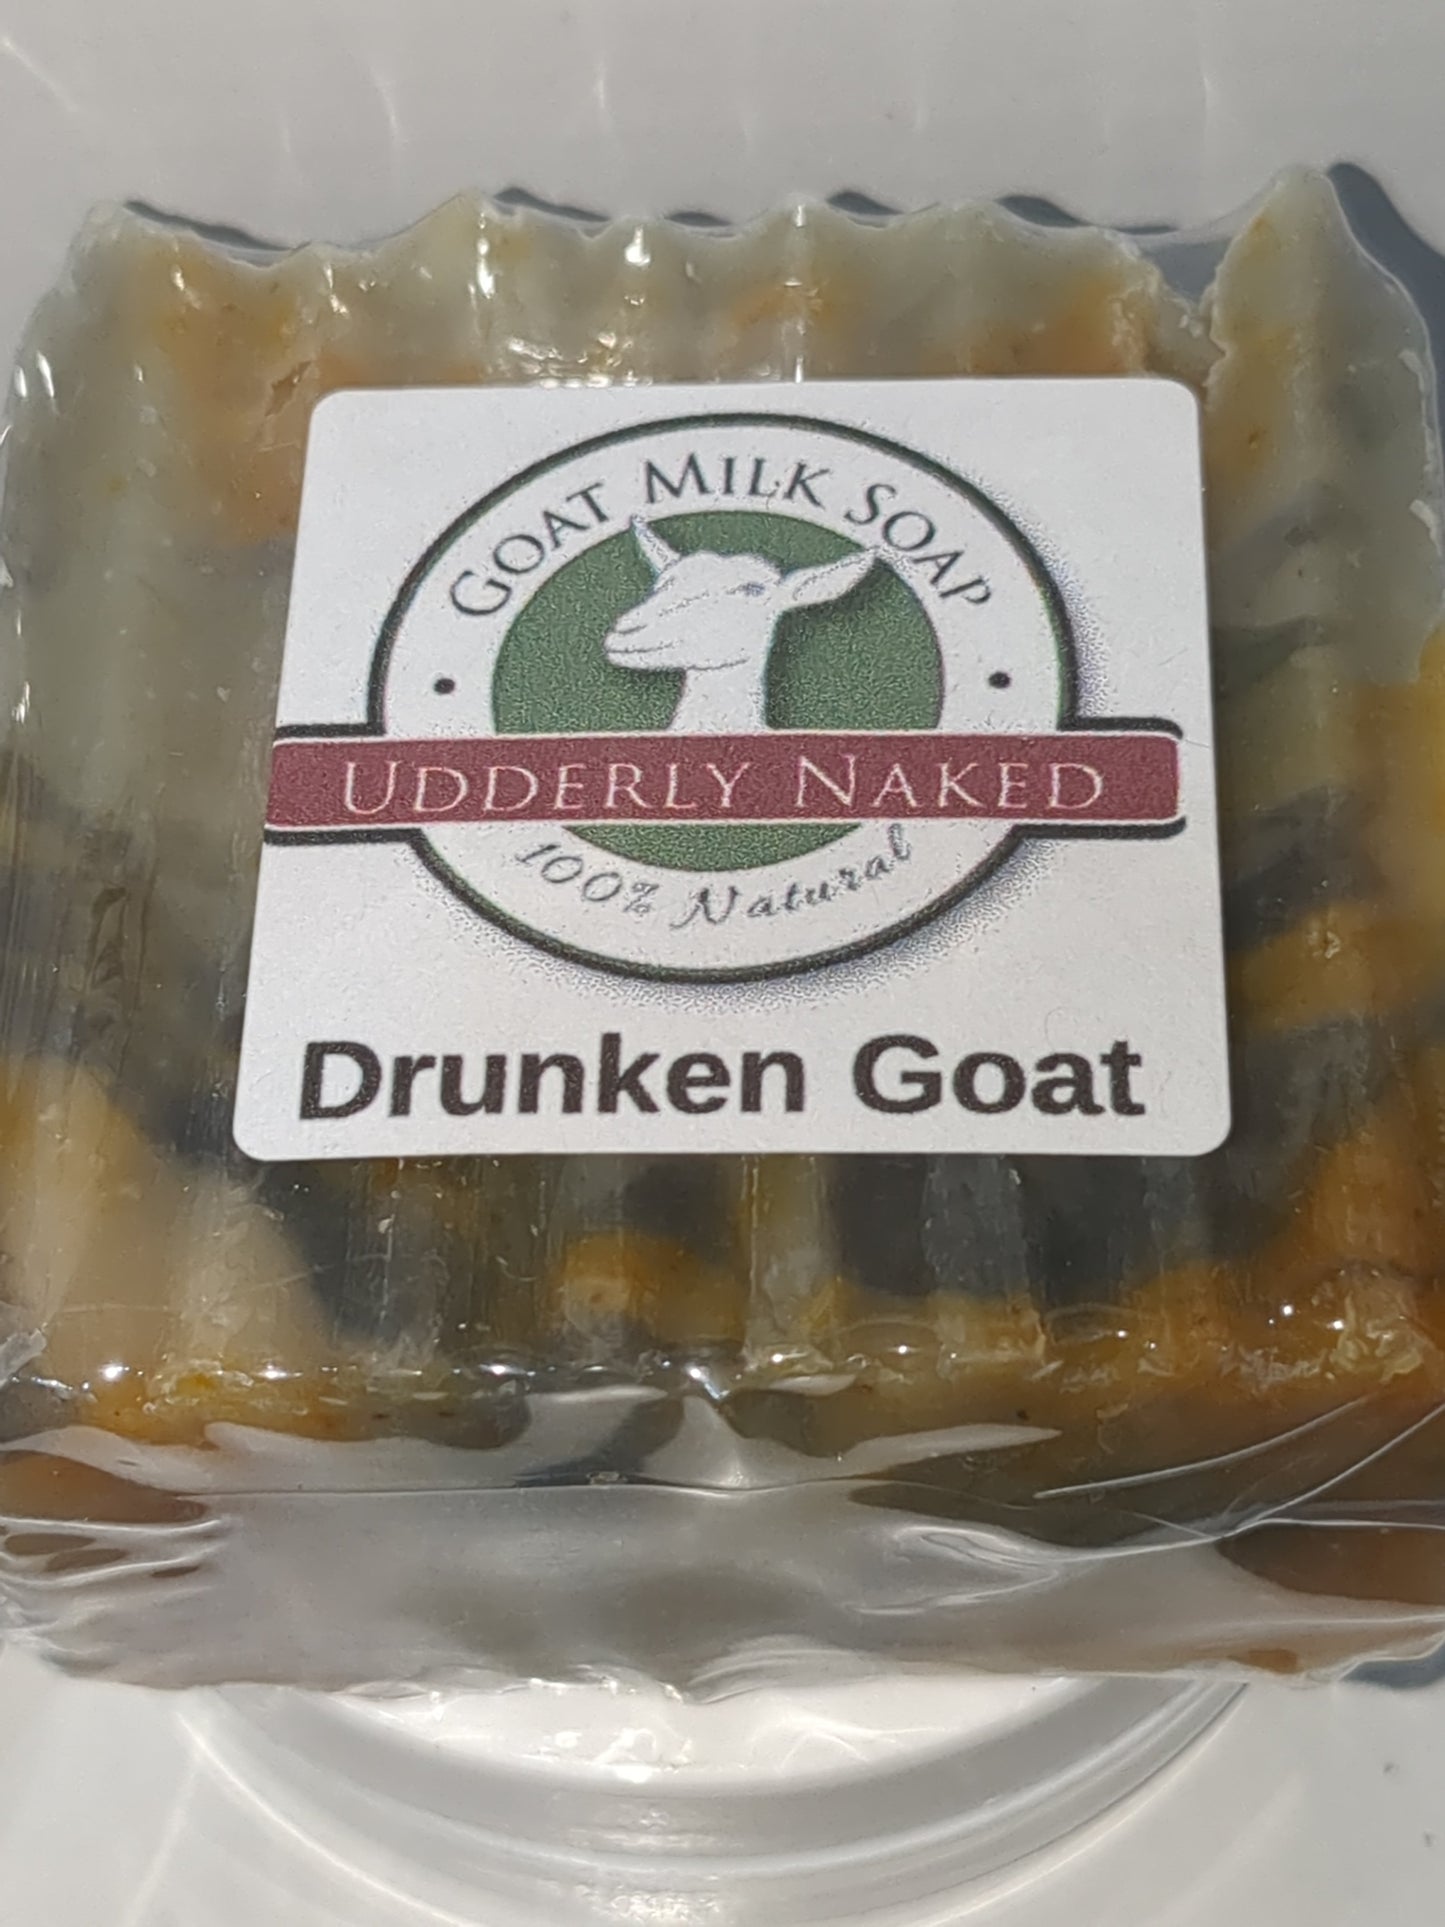 GOAT MILK SOAP
UDDERLY NAKED
100% Natural
Drunken Goat